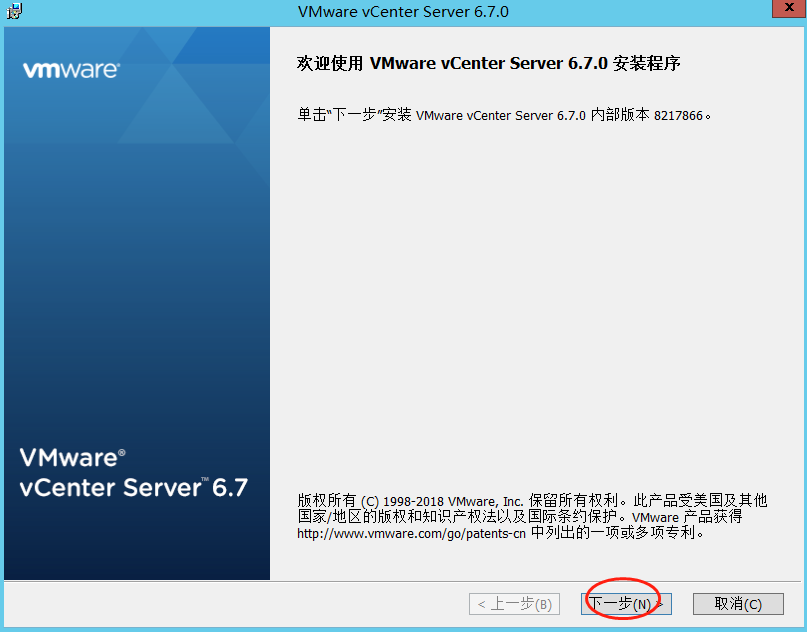 VMware vCenter Server 6.7.0
x
vmware®
欢迎使用 VMware vCenter Server 6.7.0 安装程序
单击“下一步”安装 VMware vCenter Server 6.7.0 内部版本 8217866。
VMware®
vCenter Server™ 6.7
版权所有 (C) 1998-2018 VMware, Inc. 保留所有权利。此产品受美国及其他
国家/地区的版权和知识产权法以及国际条约保护。VMware 产品获得
http://www.vmware.com/go/patents-cn 中列出的一项或多项专利。
< 上一步(B)
下一步(N) >
取消(C)